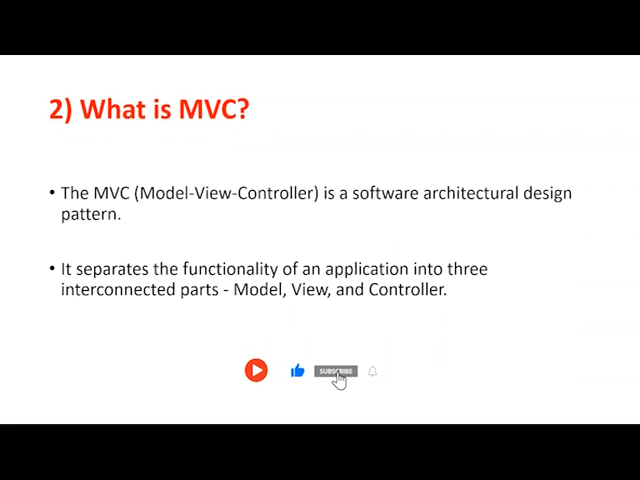 2) What is MVC?
• The MVC (Model-View-Controller) is a software architectural design
pattern.
• It separates the functionality of an application into three
interconnected parts - Model, View, and Controller.
SUBSCRIBE